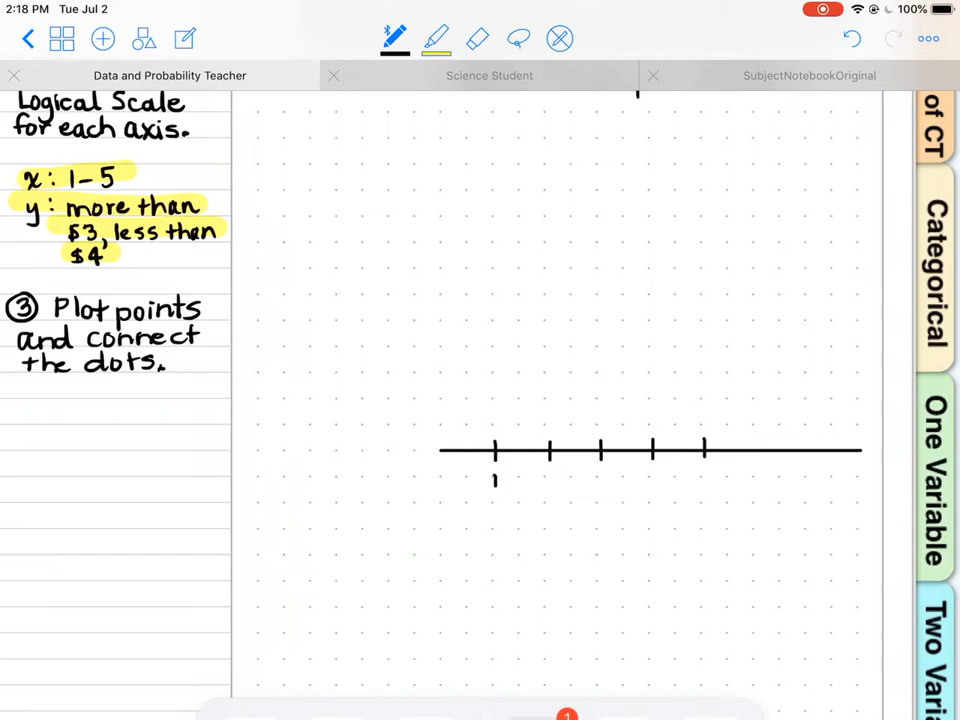 2:18 PM Tue Jul 2
100%
Data and Probability Teacher
Science Student
SubjectNotebookOriginal
Logical Scale
for each axis.
x: 1-5
y: more than
$3, less than
$4
③ Plot points
and connect
the dots.
1
1
of CT
Categorical
One Variable
Two Varia